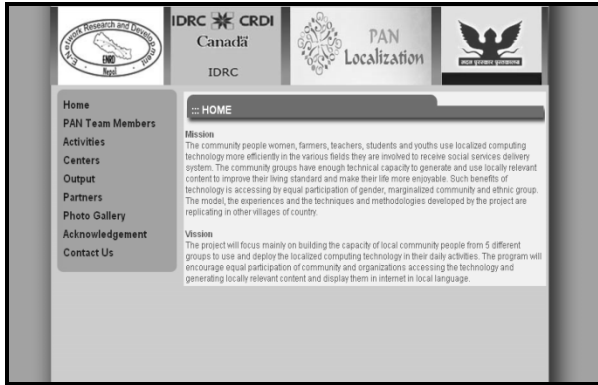 E-Network Research and Development
ENRD
Nepal
IDRC CRDI
Canada
IDRC
PAN
Localization
मदन पुरस्कार पुस्तकालय
Home
PAN Team Members
Activities
Centers
Output
Partners
Photo Gallery
Acknowledgement
Contact Us
::: HOME
Mission
The community people women, farmers, teachers, students and youths use localized computing
technology more efficiently in the various fields they are involved to receive social services delivery
system. The community groups have enough technical capacity to generate and use locally relevant
content to improve their living standard and make their life more enjoyable. Such benefits of
technology is accessing by equal participation of gender, marginalized community and ethnic group.
The model, the experiences and the techniques and methodologies developed by the project are
replicating in other villages of country.
Vission
The project will focus mainly on building the capacity of local community people from 5 different
groups to use and deploy the localized computing technology in their daily activities. The program will
encourage equal participation of community and organizations accessing the technology and
generating locally relevant content and display them in internet in local language.